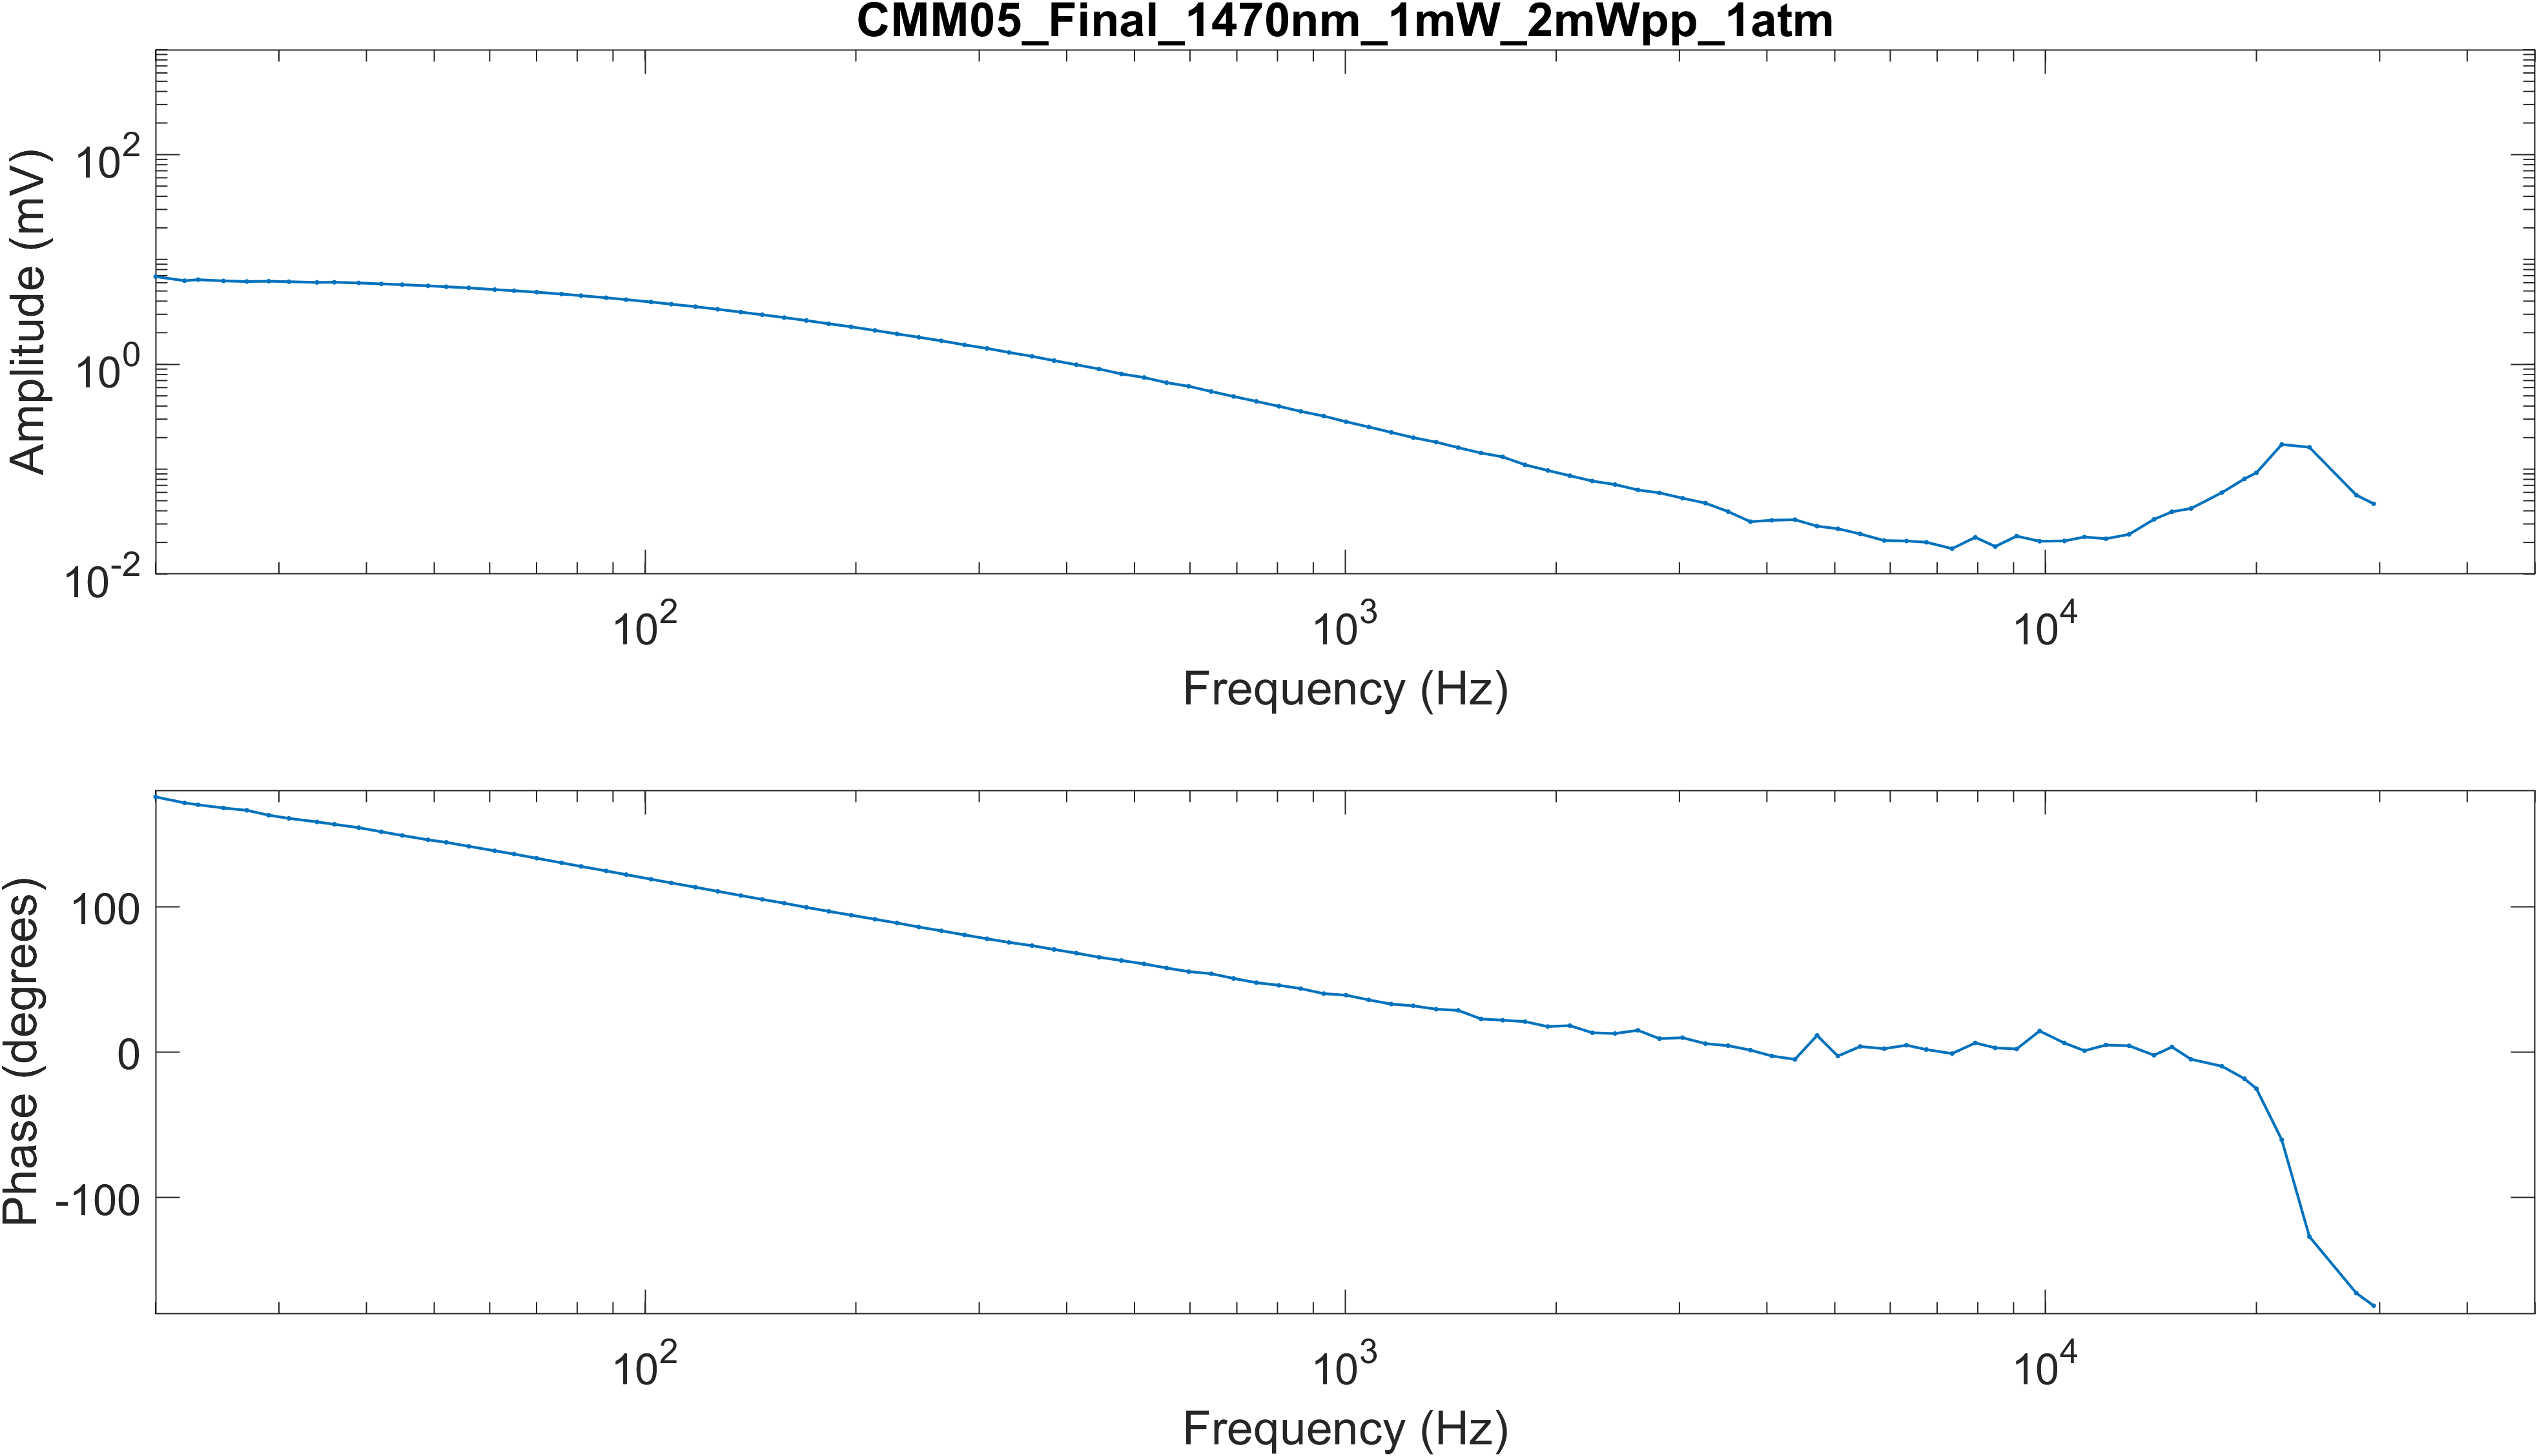 CMM05_Final_1470nm_1mW_2mWpp_1atm
Amplitude (mV)
10^2
10^0
10^-2
10^2
10^3
10^4
Frequency (Hz)
Phase (degrees)
100
0
-100
10^2
10^3
10^4
Frequency (Hz)